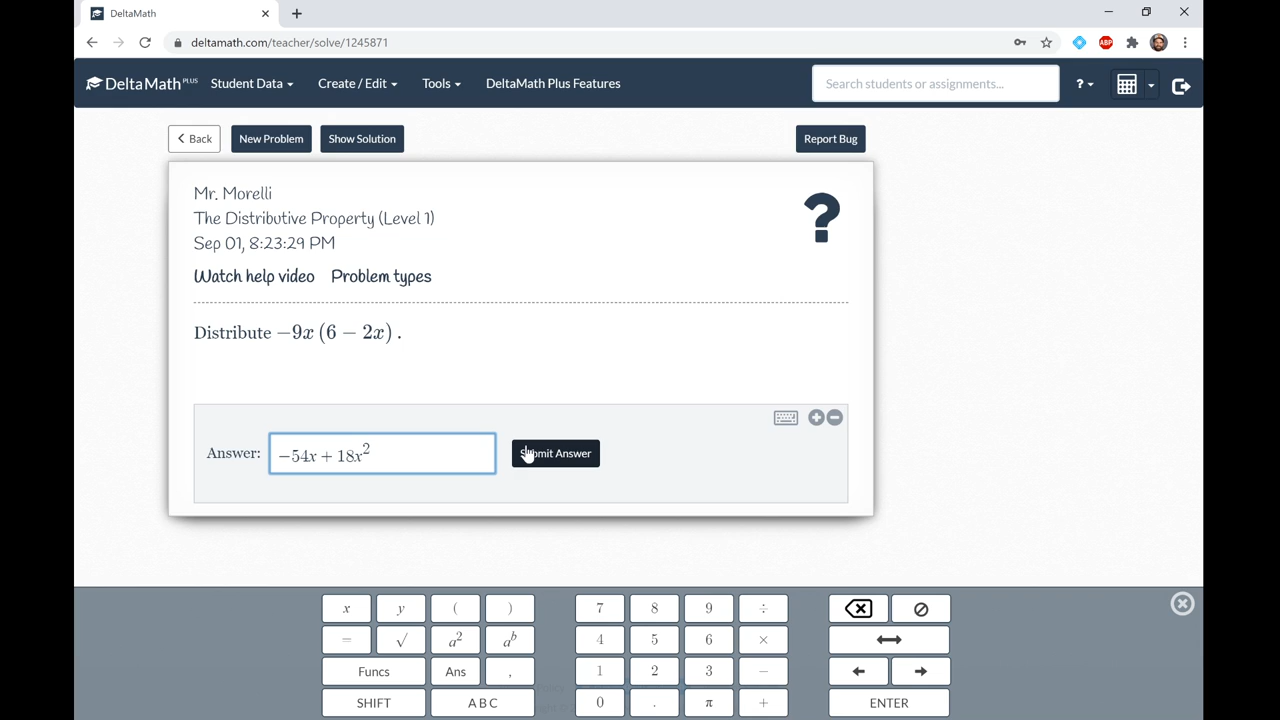 DeltaMath
deltamath.com/teacher/solve/1245871
ABP
DeltaMath PLUS Student Data Create / Edit Tools DeltaMath Plus Features Search students or assignments... ?
Back New Problem Show Solution Report Bug
Mr. Morelli
The Distributive Property (Level 1)
Sep 01, 8:23:29 PM
?
Watch help video Problem types
Distribute −9x (6 − 2x) .
Answer: −54x + 18x² Submit Answer
x y ( ) 7 8 9 ÷
= √ a² aᵇ 4 5 6 ×
Funcs Ans , 1 2 3 −
SHIFT A B C 0 . π + ENTER